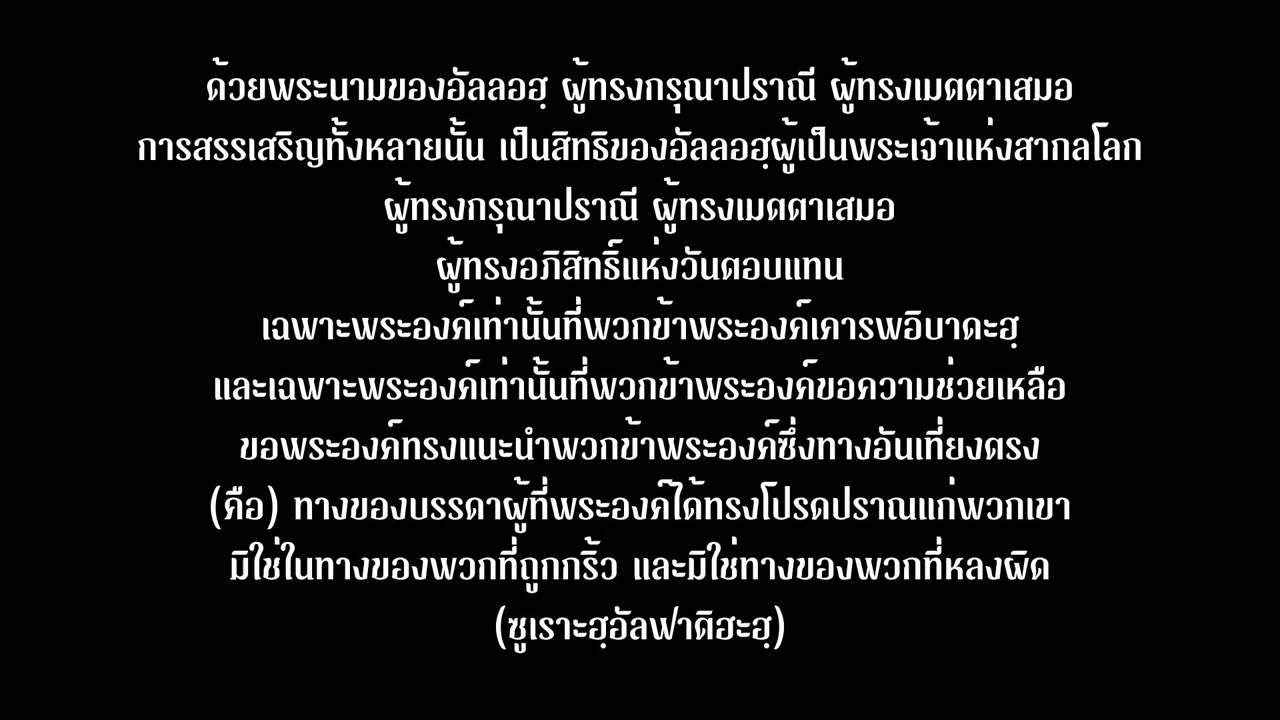 ด้วยพระนามของอัลลอฮฺ ผู้ทรงกรุณาปราณี ผู้ทรงเมตตาเสมอ
การสรรเสริญทั้งหลายนั้น เป็นสิทธิของอัลลอฮฺผู้เป็นพระเจ้าแห่งสากลโลก
ผู้ทรงกรุณาปราณี ผู้ทรงเมตตาเสมอ
ผู้ทรงอภิสิทธิ์แห่งวันตอบแทน
เฉพาะพระองค์เท่านั้นที่พวกข้าพระองค์เคารพอิบาดะฮฺ
และเฉพาะพระองค์เท่านั้นที่พวกข้าพระองค์ขอความช่วยเหลือ
ขอพระองค์ทรงแนะนำพวกข้าพระองค์ซึ่งทางอันเที่ยงตรง
(คือ) ทางของบรรดาผู้ที่พระองค์ได้ทรงโปรดปราณแก่พวกเขา
มิใช่ในทางของพวกที่ถูกกริ้ว และมิใช่ทางของพวกที่หลงผิด
(ซูเราะฮฺอัลฟาติฮะฮฺ)